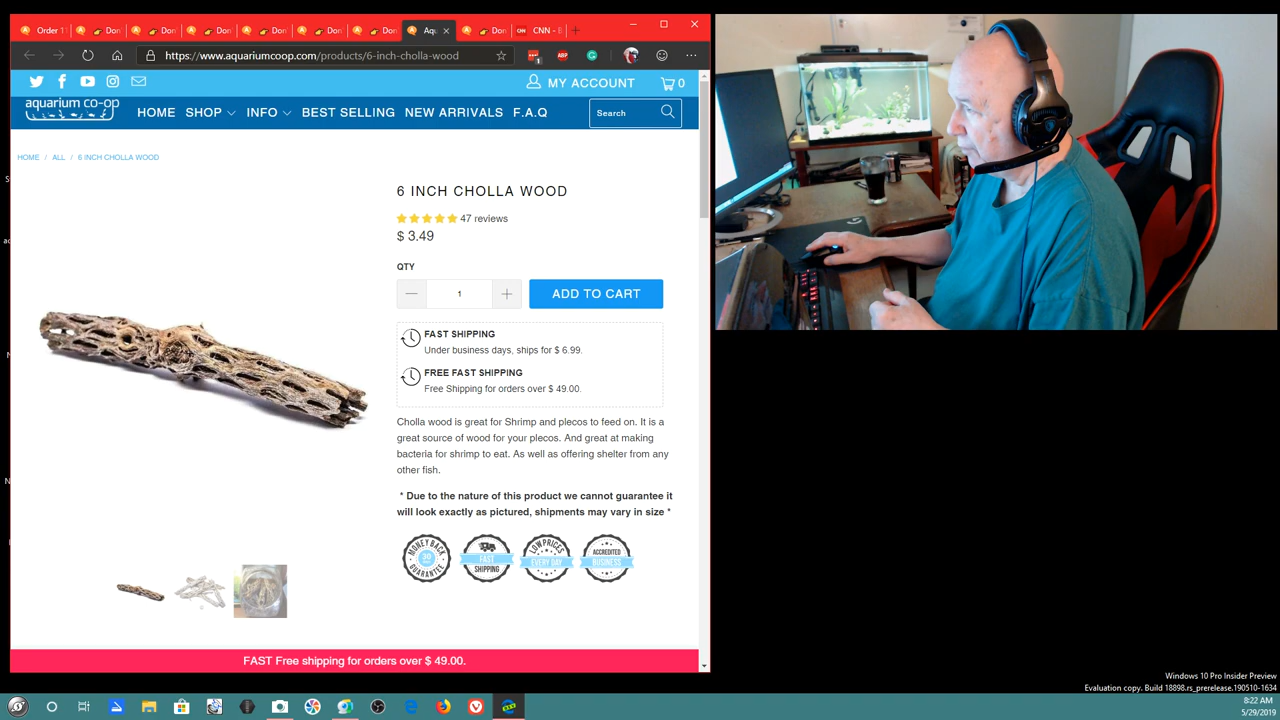 Order 1
Don
Don
Don
Don
Don
Don
Aqu
Don
CNN - B
https://www.aquariumcoop.com/products/6-inch-cholla-wood
1
ABP
MY ACCOUNT
0
aquarium co-op
HOME SHOP INFO BEST SELLING NEW ARRIVALS F.A.Q
Search
HOME / ALL / 6 INCH CHOLLA WOOD
6 INCH CHOLLA WOOD
47 reviews
$ 3.49
QTY
1
ADD TO CART
FAST SHIPPING
Under business days, ships for $ 6.99.
FREE FAST SHIPPING
Free Shipping for orders over $ 49.00.
Cholla wood is great for Shrimp and plecos to feed on. It is a
great source of wood for your plecos. And great at making
bacteria for shrimp to eat. As well as offering shelter from any
other fish.
* Due to the nature of this product we cannot guarantee it
will look exactly as pictured, shipments may vary in size *
MONEY BACK
30
GUARANTEE
FAST
SHIPPING
LOW PRICES
EVERY DAY
ACCREDITED
BUSINESS
FAST Free shipping for orders over $ 49.00.
Windows 10 Pro Insider Preview
Evaluation copy. Build 18898.rs_prerelease.190510-1634
8:22 AM
5/29/2019